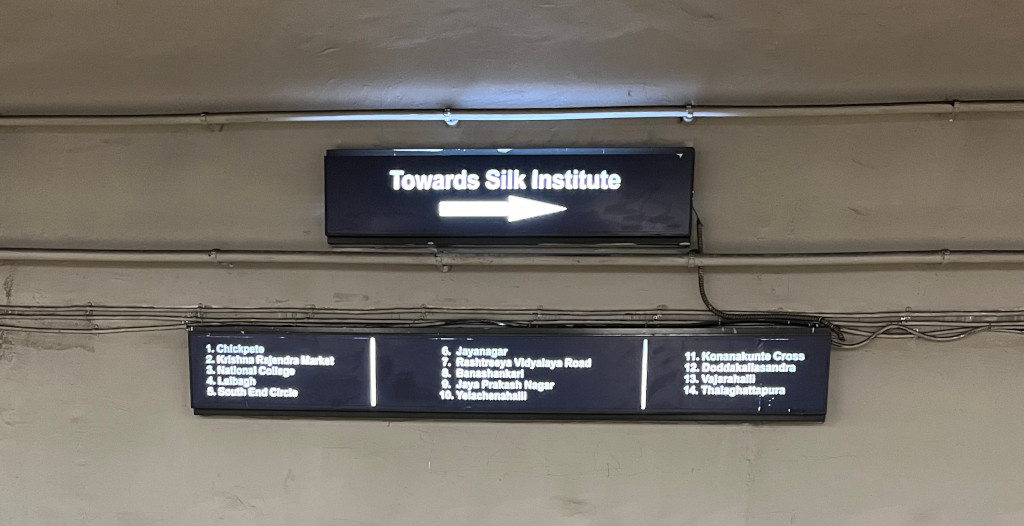 Towards Silk Institute
1. Chickpete
2. Krishna Rajendra Market
3. National College
4. Lalbagh
5. South End Circle
6. Jayanagar
7. Rashtreeya Vidyalaya Road
8. Banashankari
9. Jaya Prakash Nagar
10. Yelachenahalli
11. Konanakunte Cross
12. Doddakallasandra
13. Vajarahalli
14. Thalaghattapura